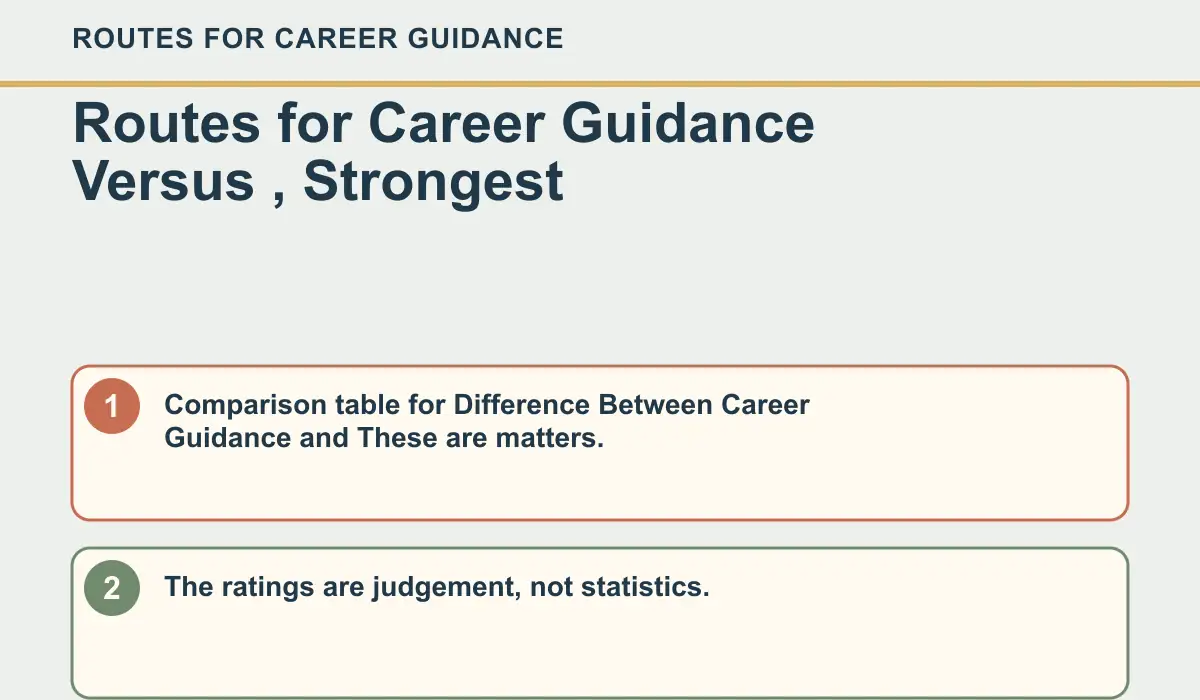 ROUTES FOR CAREER GUIDANCE
Routes for Career Guidance
Versus , Strongest
1
Comparison table for Difference Between Career
Guidance and These are matters.
2
The ratings are judgement, not statistics.